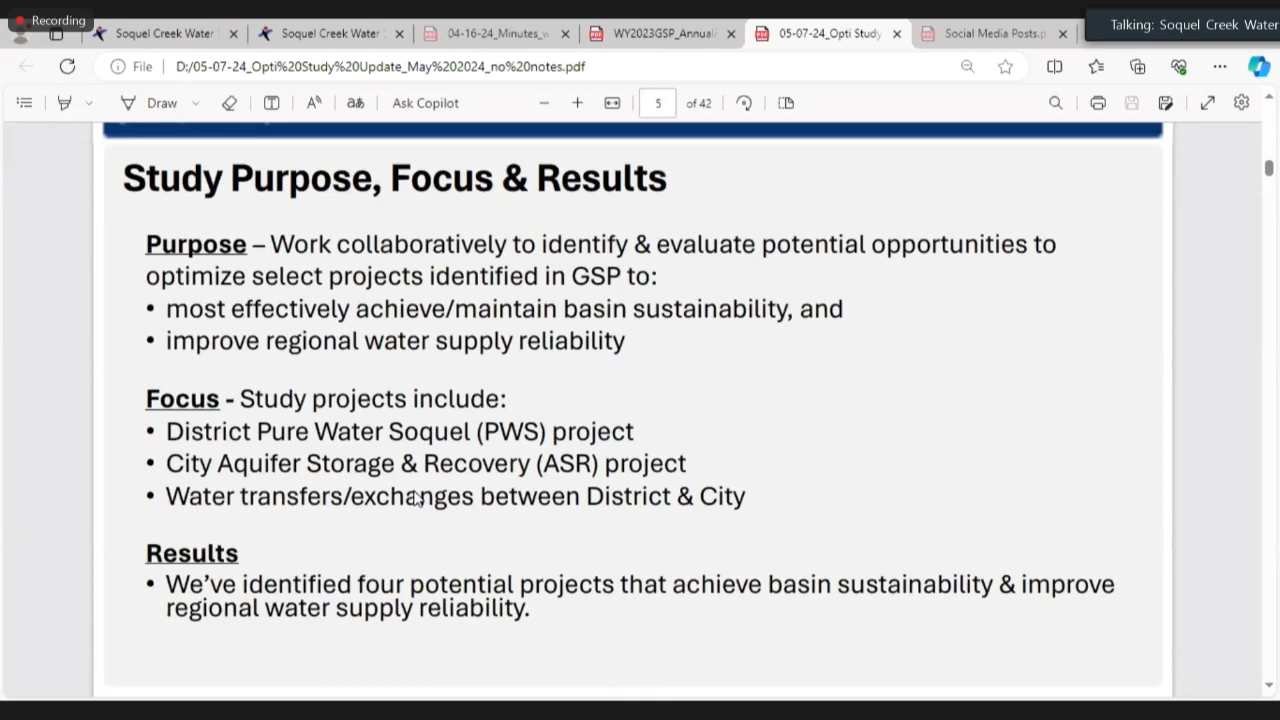 Recording
Talking: Soquel Creek Water
Soquel Creek Water
Soquel Creek Water
04-16-24_Minutes_w
WY2023GSP_Annual
05-07-24_Opti Study
Social Media Posts.p
File
D:/05-07-24_Opti%20Study%20Update_May%202024_no%20notes.pdf
Draw
Ask Copilot
5
of 42
Study Purpose, Focus & Results
Purpose – Work collaboratively to identify & evaluate potential opportunities to
optimize select projects identified in GSP to:
• most effectively achieve/maintain basin sustainability, and
• improve regional water supply reliability
Focus - Study projects include:
• District Pure Water Soquel (PWS) project
• City Aquifer Storage & Recovery (ASR) project
• Water transfers/exchanges between District & City
Results
• We’ve identified four potential projects that achieve basin sustainability & improve
regional water supply reliability.